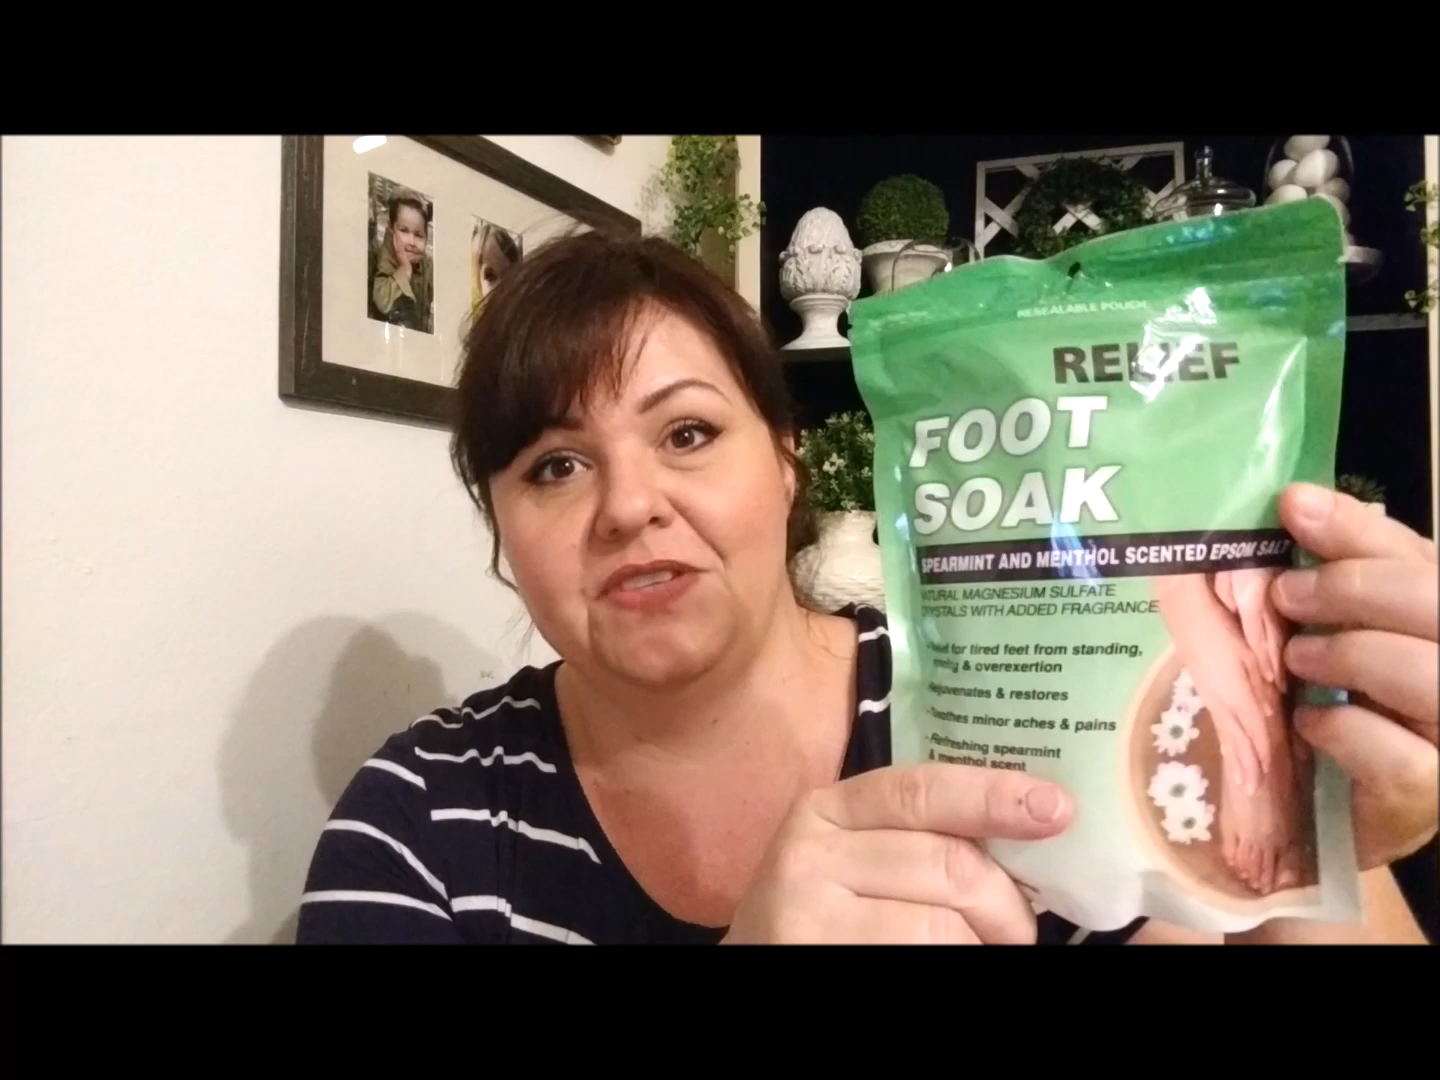 RESEALABLE POUCH
RELIEF
FOOT
SOAK
SPEARMINT AND MENTHOL SCENTED EPSOM SALT
NATURAL MAGNESIUM SULFATE
CRYSTALS WITH ADDED FRAGRANCE
for tired feet from standing,
& overexertion
Rejuvenates & restores
Soothes minor aches & pains
Refreshing spearmint
& menthol scent